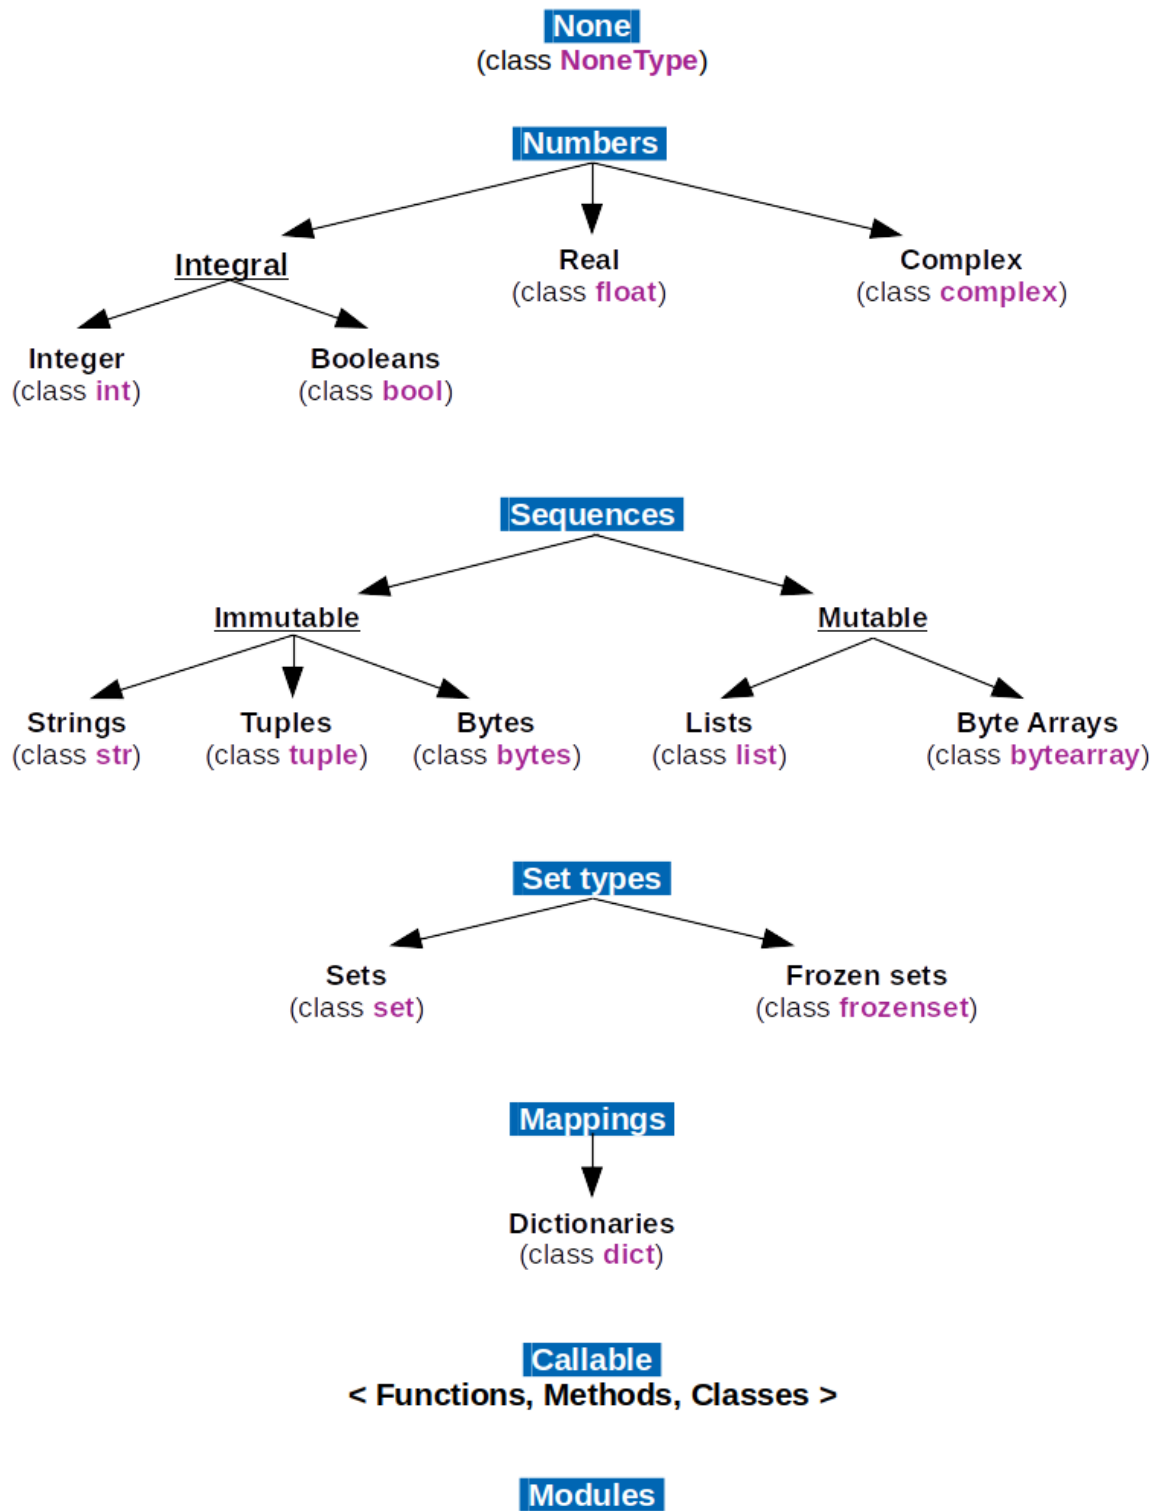 None
(class NoneType)
Numbers
Integral
Real
(class float)
Complex
(class complex)
Integer
(class int)
Booleans
(class bool)
Sequences
Immutable
Mutable
Strings
(class str)
Tuples
(class tuple)
Bytes
(class bytes)
Lists
(class list)
Byte Arrays
(class bytearray)
Set types
Sets
(class set)
Frozen sets
(class frozenset)
Mappings
Dictionaries
(class dict)
Callable
< Functions, Methods, Classes >
Modules